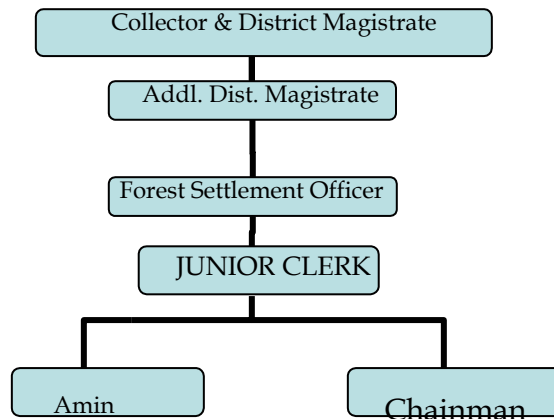 Collector & District Magistrate
Addl. Dist. Magistrate
Forest Settlement Officer
JUNIOR CLERK
Amin
Chainman